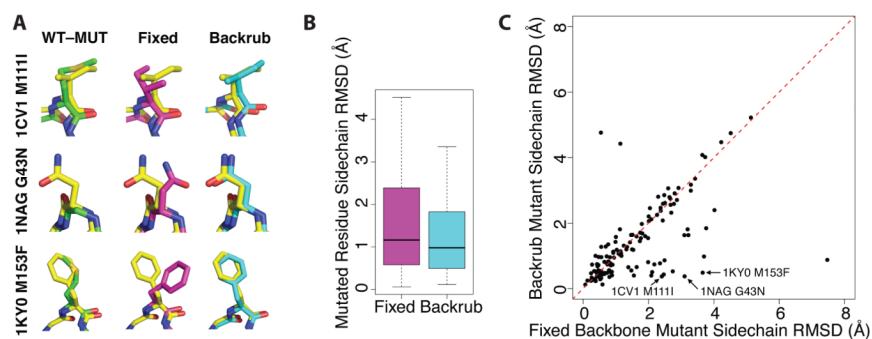 A
WT–MUT Fixed Backrub
1CV1 M111I
1NAG G43N
1KY0 M153F
B
Mutated Residue Sidechain RMSD (Å)
4
3
2
1
0
Fixed Backrub
C
Backrub Mutant Sidechain RMSD (Å)
8
6
4
2
0
1KY0 M153F
1CV1 M111I
1NAG G43N
0 2 4 6 8
Fixed Backbone Mutant Sidechain RMSD (Å)